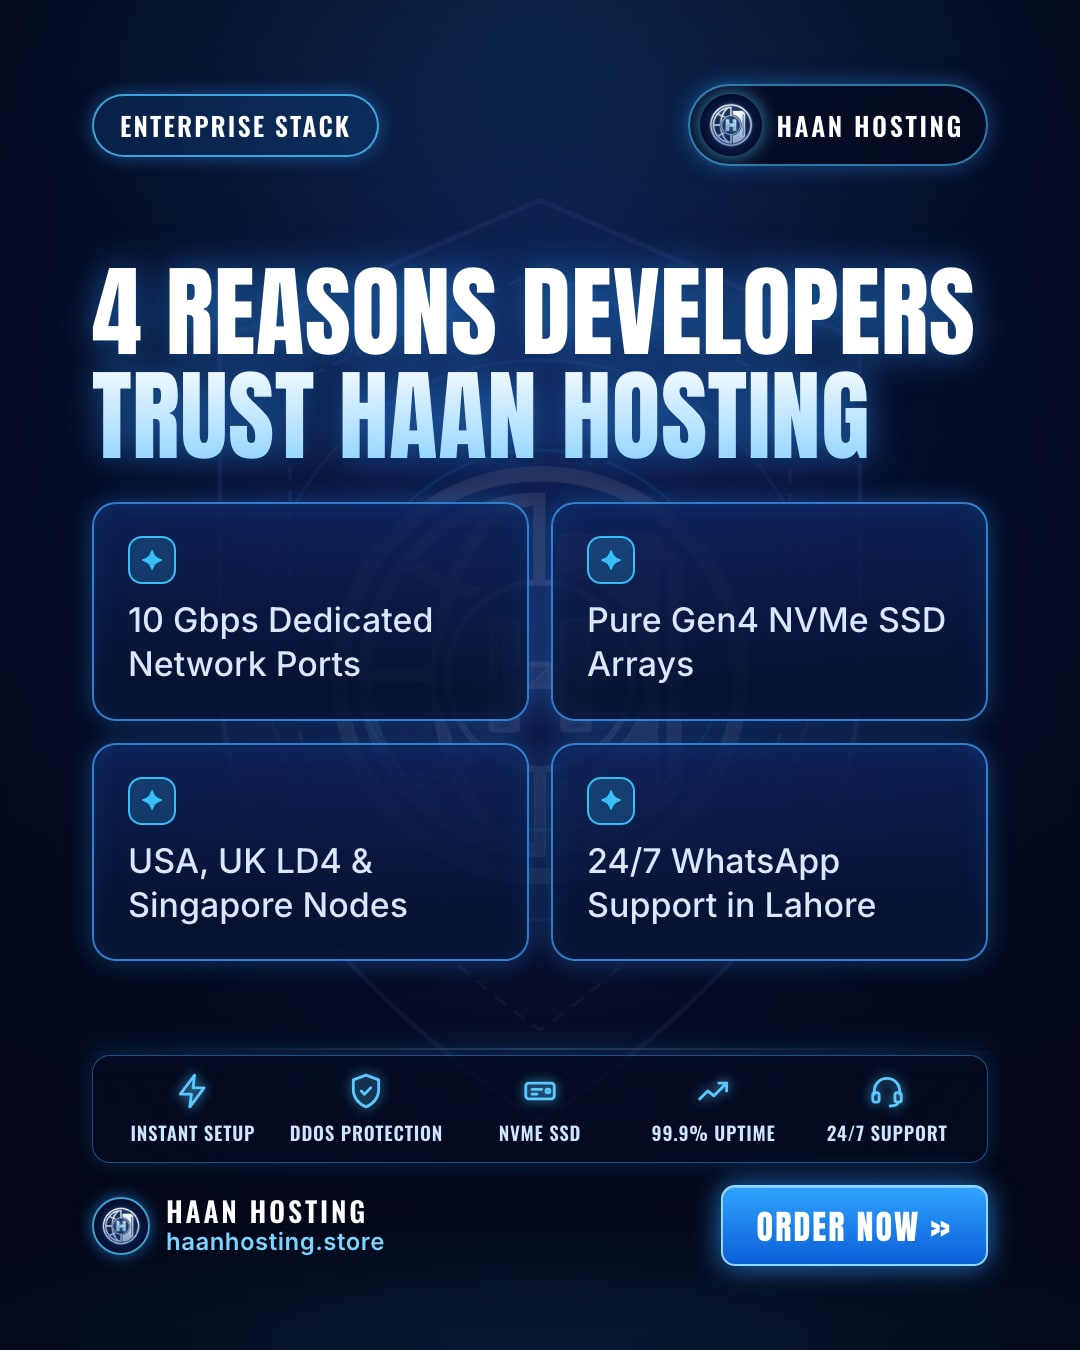 ENTERPRISE STACK
HAAN HOSTING
4 REASONS DEVELOPERS
TRUST HAAN HOSTING
10 Gbps Dedicated
Network Ports
Pure Gen4 NVMe SSD
Arrays
USA, UK LD4 &
Singapore Nodes
24/7 WhatsApp
Support in Lahore
INSTANT SETUP
DDOS PROTECTION
NVME SSD
99.9% UPTIME
24/7 SUPPORT
HAAN HOSTING
haanhosting.store
ORDER NOW »